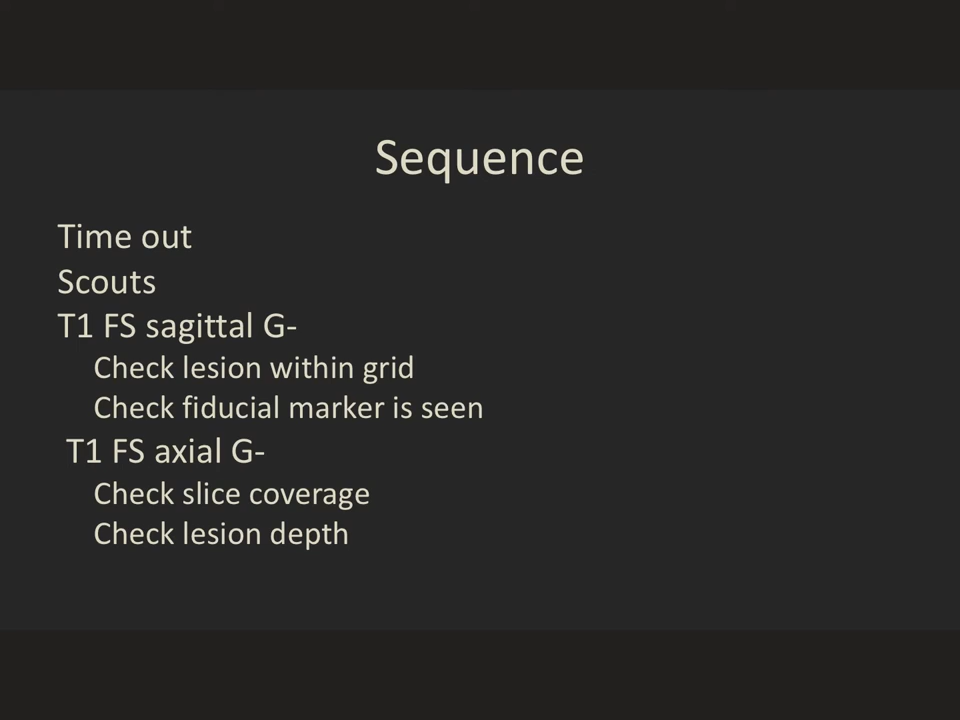 Sequence
Time out
Scouts
T1 FS sagittal G-
Check lesion within grid
Check fiducial marker is seen
T1 FS axial G-
Check slice coverage
Check lesion depth